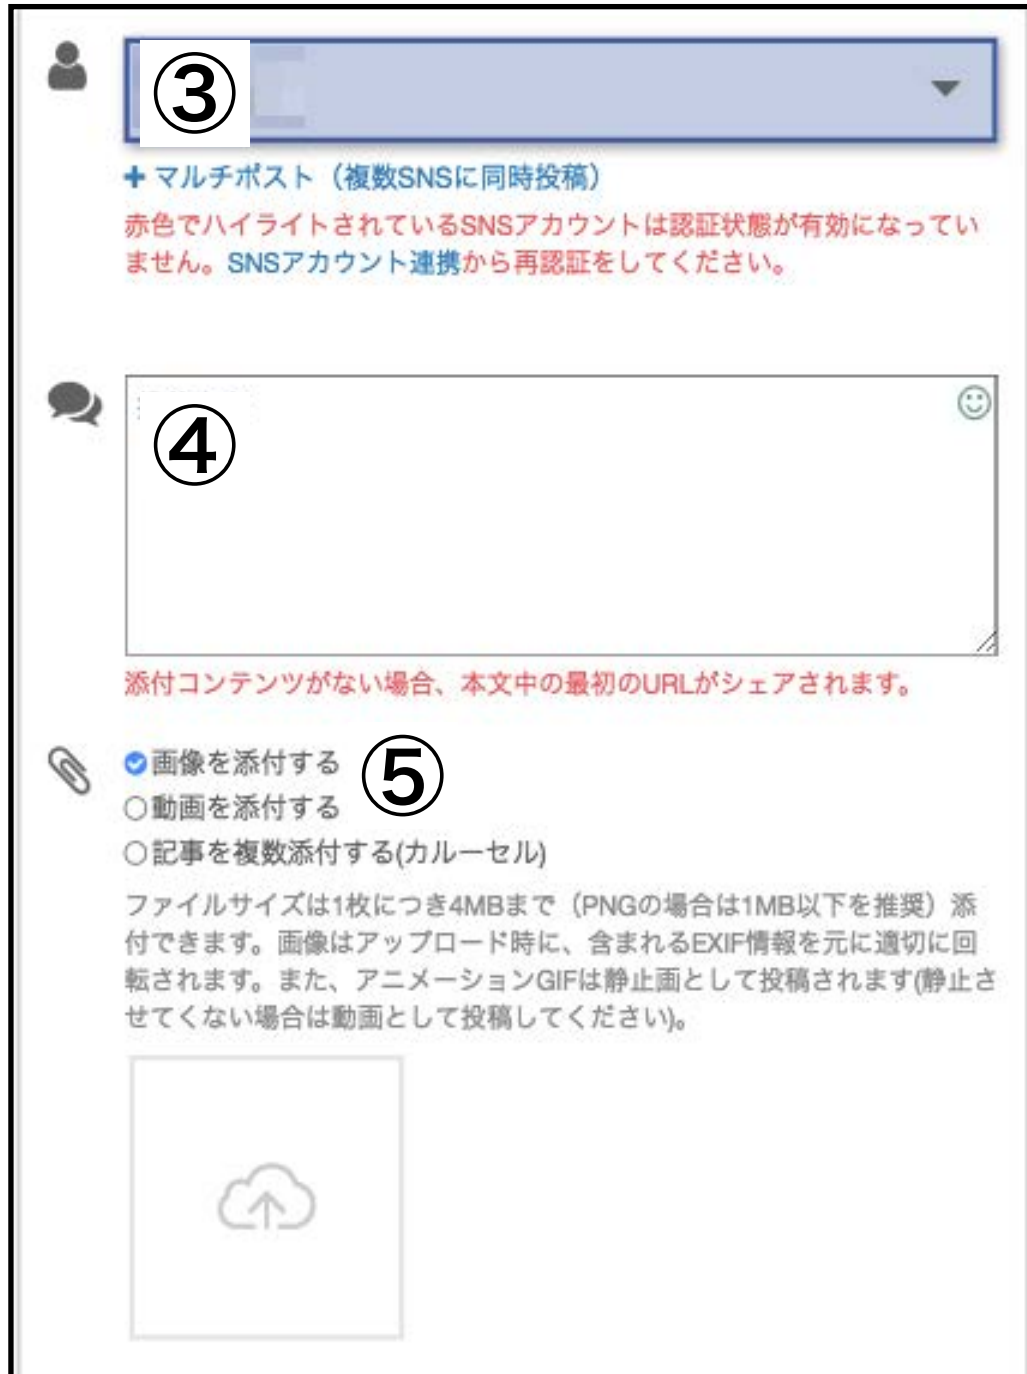 ③
+ マルチポスト（複数SNSに同時投稿）
赤色でハイライトされているSNSアカウントは認証状態が有効になってい
ません。SNSアカウント連携から再認証をしてください。
④
添付コンテンツがない場合、本文中の最初のURLがシェアされます。
画像を添付する
⑤
動画を添付する
記事を複数添付する(カルーセル)
ファイルサイズは1枚につき4MBまで（PNGの場合は1MB以下を推奨）添
付できます。画像はアップロード時に、含まれるEXIF情報を元に適切に回
転されます。また、アニメーションGIFは静止画として投稿されます(静止さ
せてくない場合は動画として投稿してください)。